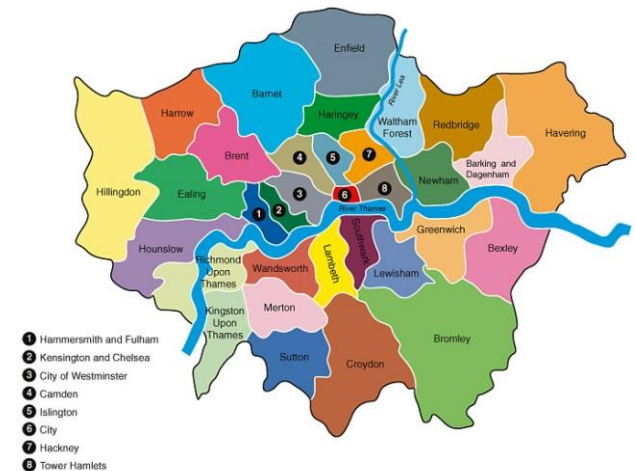 Enfield
Barnet
Harrow
Haringey
River Lea
Waltham
Forest
Redbridge
Havering
Brent
Barking and
Dagenham
Hillingdon
Ealing
Newham
4
5
7
3
6
8
1
2
River Thames
Hounslow
Greenwich
Bexley
Richmond
Upon
Thames
Wandsworth
Lambeth
Southwark
Lewisham
Kingston
Upon
Thames
Merton
Sutton
Croydon
Bromley
1 Hammersmith and Fulham
2 Kensington and Chelsea
3 City of Westminster
4 Camden
5 Islington
6 City
7 Hackney
8 Tower Hamlets